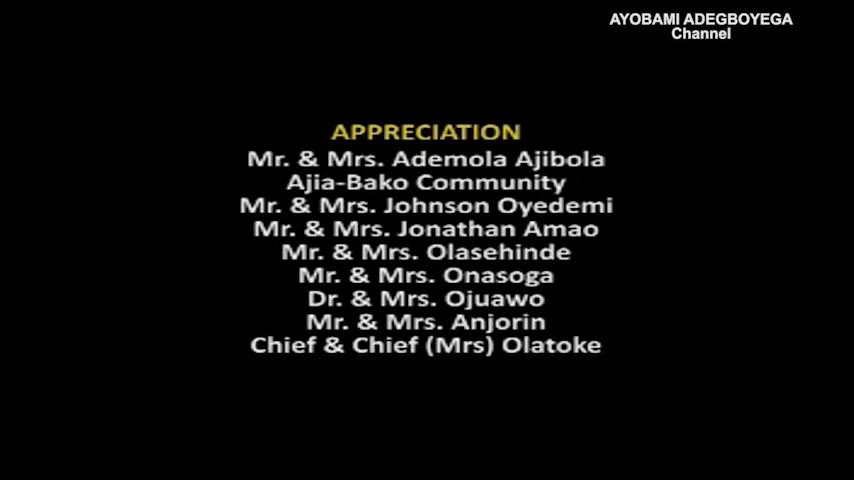 AYOBAMI ADEGBOYEGA
Channel
APPRECIATION
Mr. & Mrs. Ademola Ajibola
Ajia-Bako Community
Mr. & Mrs. Johnson Oyedemi
Mr. & Mrs. Jonathan Amao
Mr. & Mrs. Olasehinde
Mr. & Mrs. Onasoga
Dr. & Mrs. Ojuawo
Mr. & Mrs. Anjorin
Chief & Chief (Mrs) Olatoke